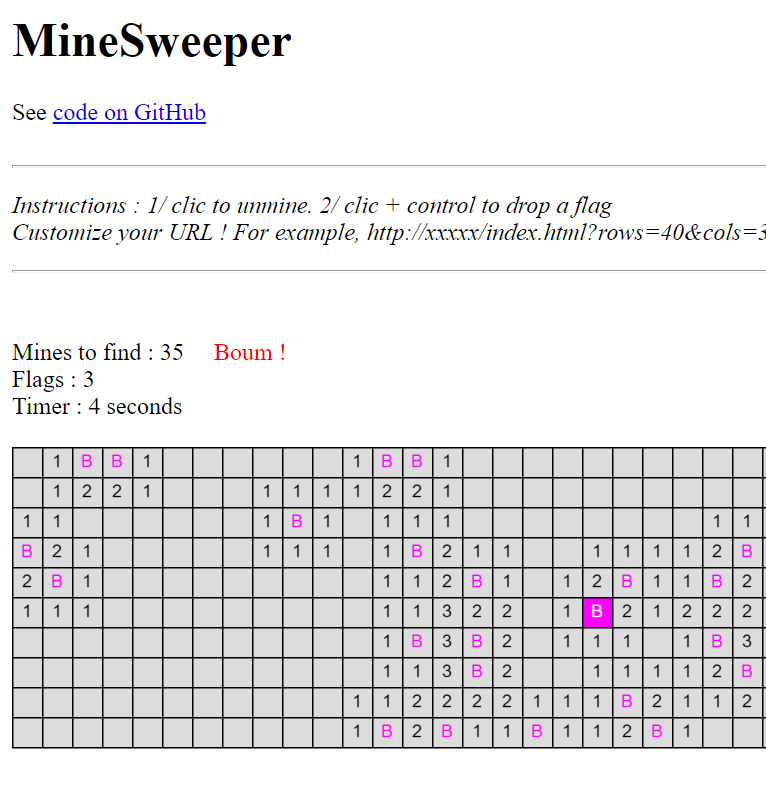 MineSweeper
See code on GitHub
Instructions : 1/ clic to unmine. 2/ clic + control to drop a flag
Customize your URL ! For example, http://xxxxx/index.html?rows=40&cols=3
Mines to find : 35 Boum !
Flags : 3
Timer : 4 seconds
1 B B 1 1 B B 1
1 2 2 1 1 1 1 1 2 2 1
1 1 1 B 1 1 1 1 1 1
B 2 1 1 1 1 1 B 2 1 1 1 1 1 1 2 B
2 B 1 1 1 2 B 1 1 2 B 1 1 B 2
1 1 1 1 1 3 2 2 1 B 2 1 2 2 2
1 B 3 B 2 1 1 1 1 B 3
1 1 3 B 2 1 1 1 1 2 B
1 1 2 2 2 2 1 1 1 B 2 1 1 2
1 B 2 B 1 1 B 1 1 2 B 1